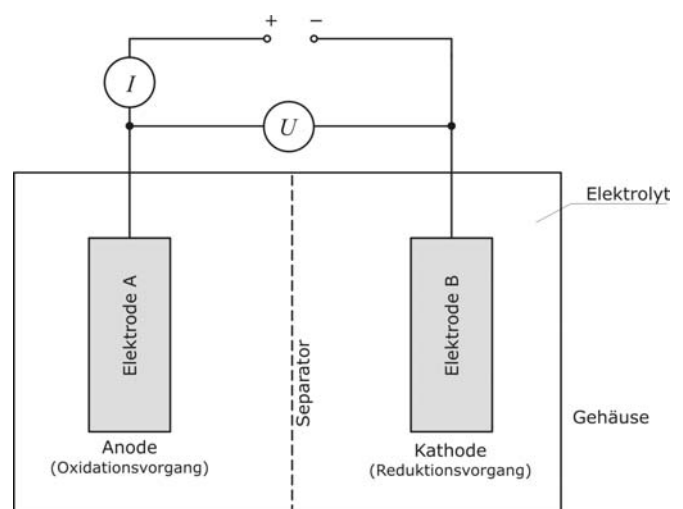 + −
I
U
Elektrolyt
Elektrode A
Separator
Elektrode B
Gehäuse
Anode
(Oxidationsvorgang)
Kathode
(Reduktionsvorgang)